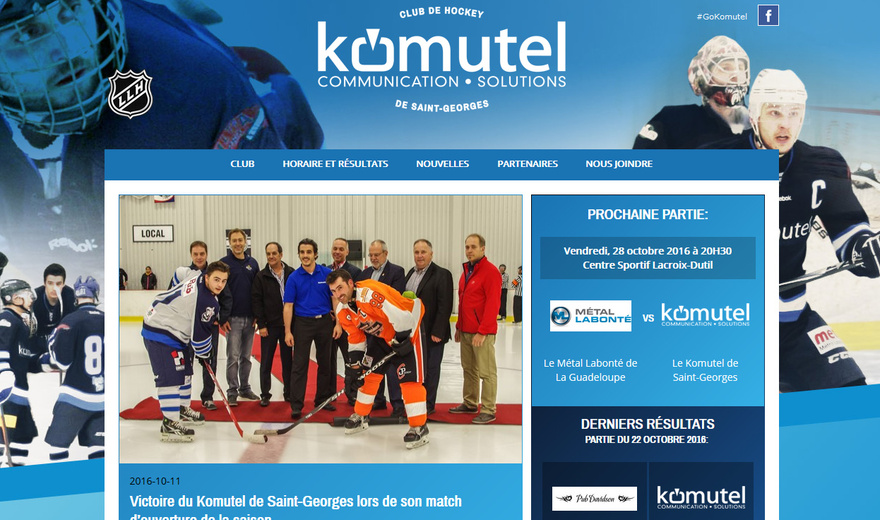 CLUB DE HOCKEY
komutel
COMMUNICATION • SOLUTIONS
DE SAINT-GEORGES
#GoKomutel
f
LLH
CLUB
HORAIRE ET RÉSULTATS
NOUVELLES
PARTENAIRES
NOUS JOINDRE
LOCAL
2016-10-11
Victoire du Komutel de Saint-Georges lors de son match
d'ouverture de la saison
PROCHAINE PARTIE:
Vendredi, 28 octobre 2016 à 20H30
Centre Sportif Lacroix-Dutil
MÉTAL
LABONTÉ
vs
komutel
COMMUNICATION • SOLUTIONS
Le Métal Labonté de
La Guadeloupe
Le Komutel de
Saint-Georges
DERNIERS RÉSULTATS
PARTIE DU 22 OCTOBRE 2016:
Pub Davidson
komutel
COMMUNICATION • SOLUTIONS
Reebok
C
88